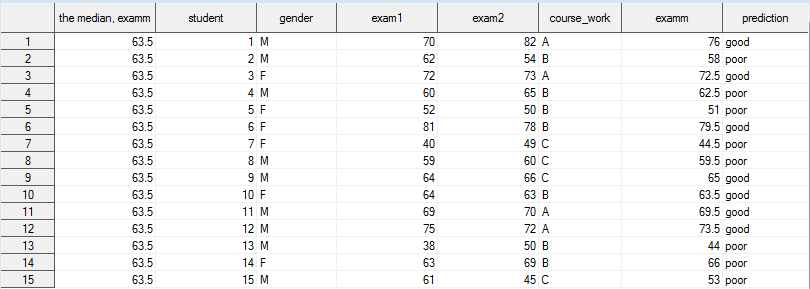 the median, examm student gender exam1 exam2 course_work examm prediction
1 63.5 1 M 70 82 A 76 good
2 63.5 2 M 62 54 B 58 poor
3 63.5 3 F 72 73 A 72.5 good
4 63.5 4 M 60 65 B 62.5 poor
5 63.5 5 F 52 50 B 51 poor
6 63.5 6 F 81 78 B 79.5 good
7 63.5 7 F 40 49 C 44.5 poor
8 63.5 8 M 59 60 C 59.5 poor
9 63.5 9 M 64 66 C 65 good
10 63.5 10 F 64 63 B 63.5 good
11 63.5 11 M 69 70 A 69.5 good
12 63.5 12 M 75 72 A 73.5 good
13 63.5 13 M 38 50 B 44 poor
14 63.5 14 F 63 69 B 66 poor
15 63.5 15 M 61 45 C 53 poor